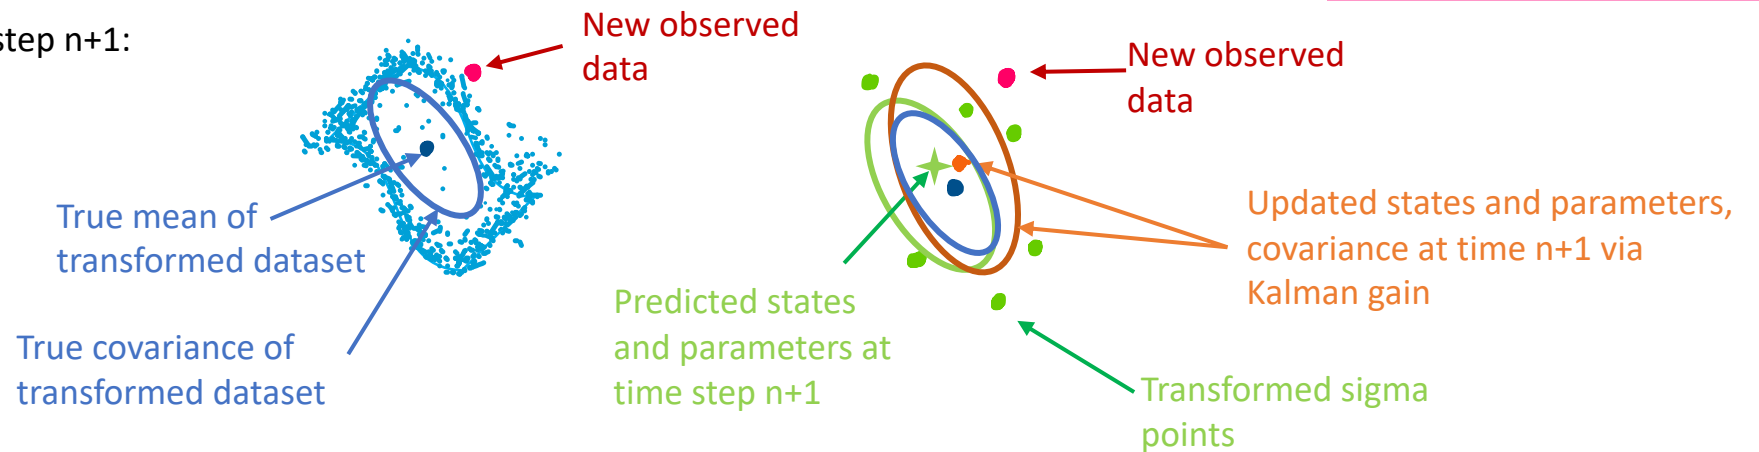 step n+1:
New observed
data
True mean of
transformed dataset
True covariance of
transformed dataset
New observed
data
Updated states and parameters,
covariance at time n+1 via
Kalman gain
Predicted states
and parameters at
time step n+1
Transformed sigma
points